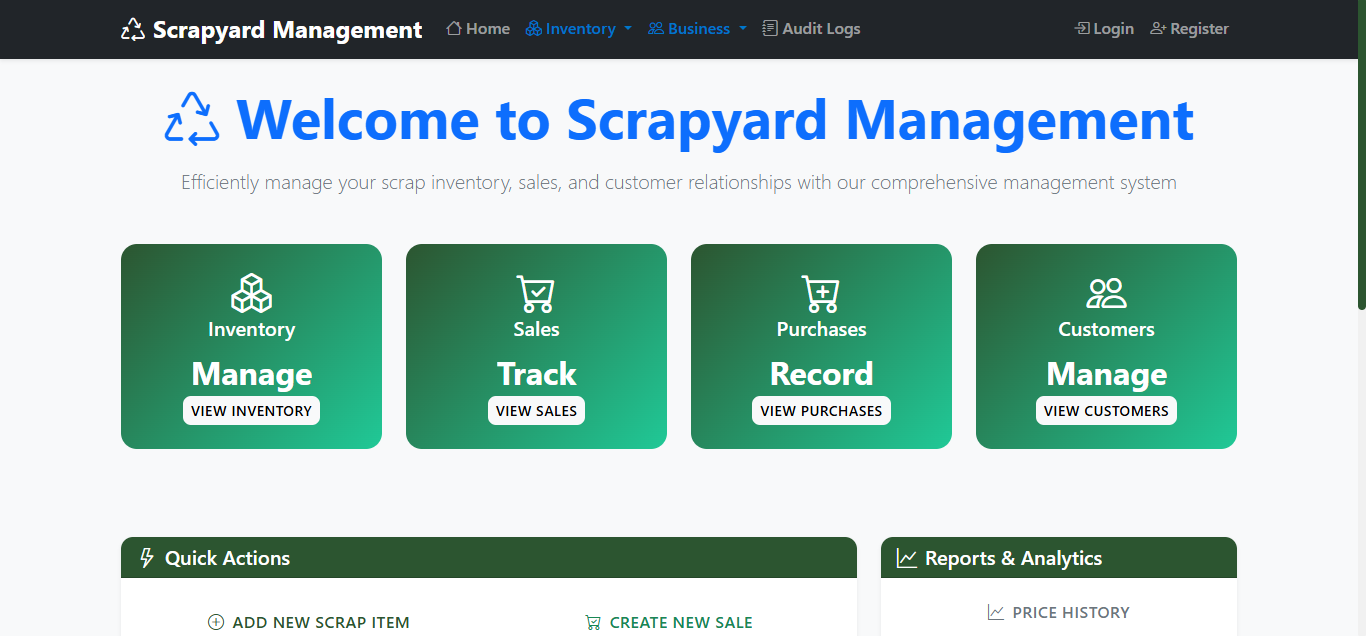 Scrapyard Management Home Inventory Business Audit Logs Login Register
Welcome to Scrapyard Management
Efficiently manage your scrap inventory, sales, and customer relationships with our comprehensive management system
Inventory
Manage
VIEW INVENTORY
Sales
Track
VIEW SALES
Purchases
Record
VIEW PURCHASES
Customers
Manage
VIEW CUSTOMERS
Quick Actions
ADD NEW SCRAP ITEM
CREATE NEW SALE
Reports & Analytics
PRICE HISTORY